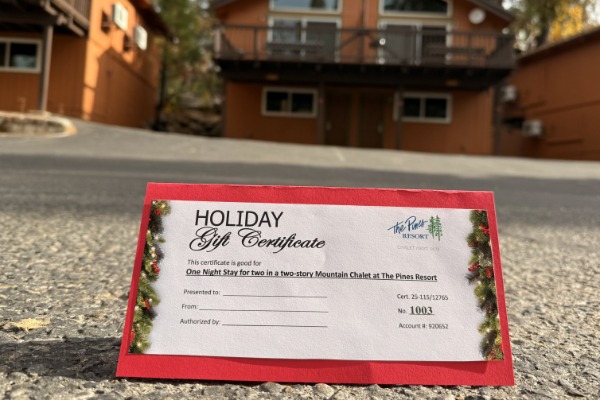 HOLIDAY
Gift Certificate
The Pines
RESORT
This certificate is good for
One Night Stay for two in a two-story Mountain Chalet at The Pines Resort
Presented to:
From:
Authorized by:
Cert. 25-115/12765
No. 1003
Account #: 920652